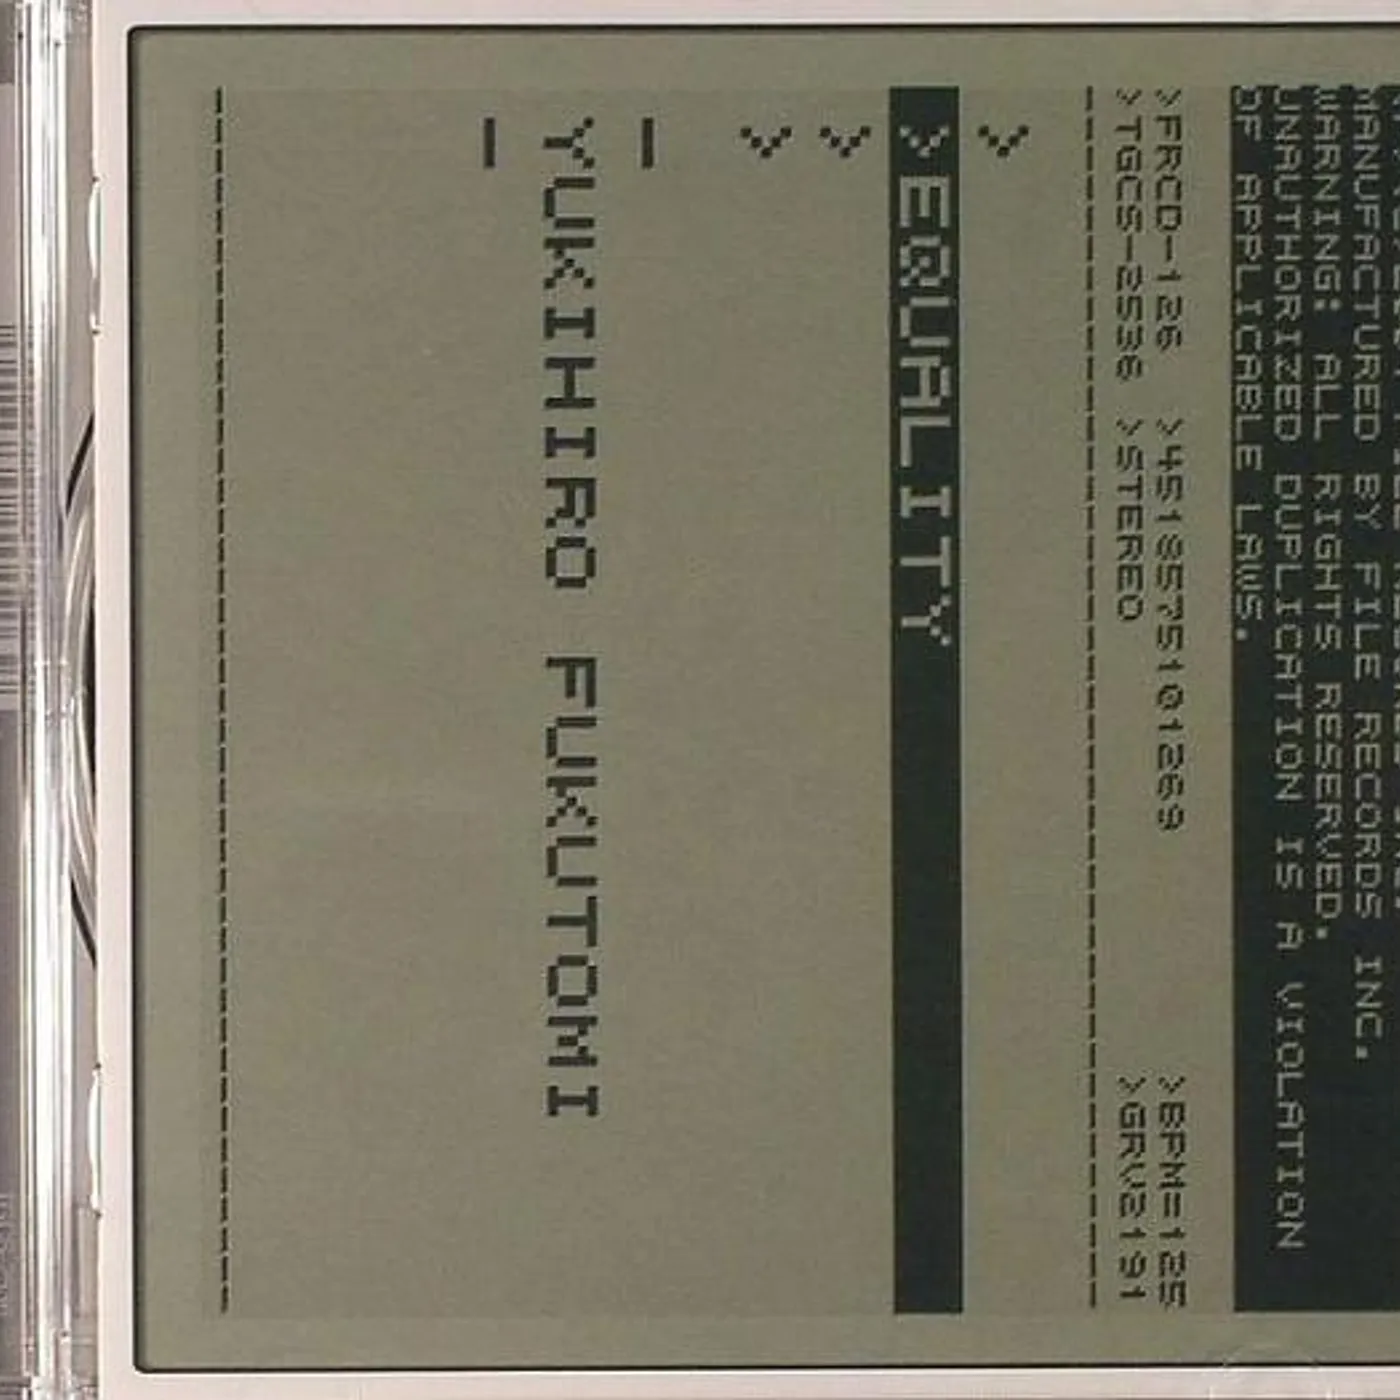 MANUFACTURED BY FILE RECORDS INC.
WARNING: ALL RIGHTS RESERVED.
UNAUTHORIZED DUPLICATION IS A VIOLATION
OF APPLICABLE LAWS.
>FRCD-126 >4518575101269 >BPM=125
>TGCS-2536 >STEREO >GRV2191
>
>EQUALITY
>
>
-
YUKIHIRO FUKUTOMI
-